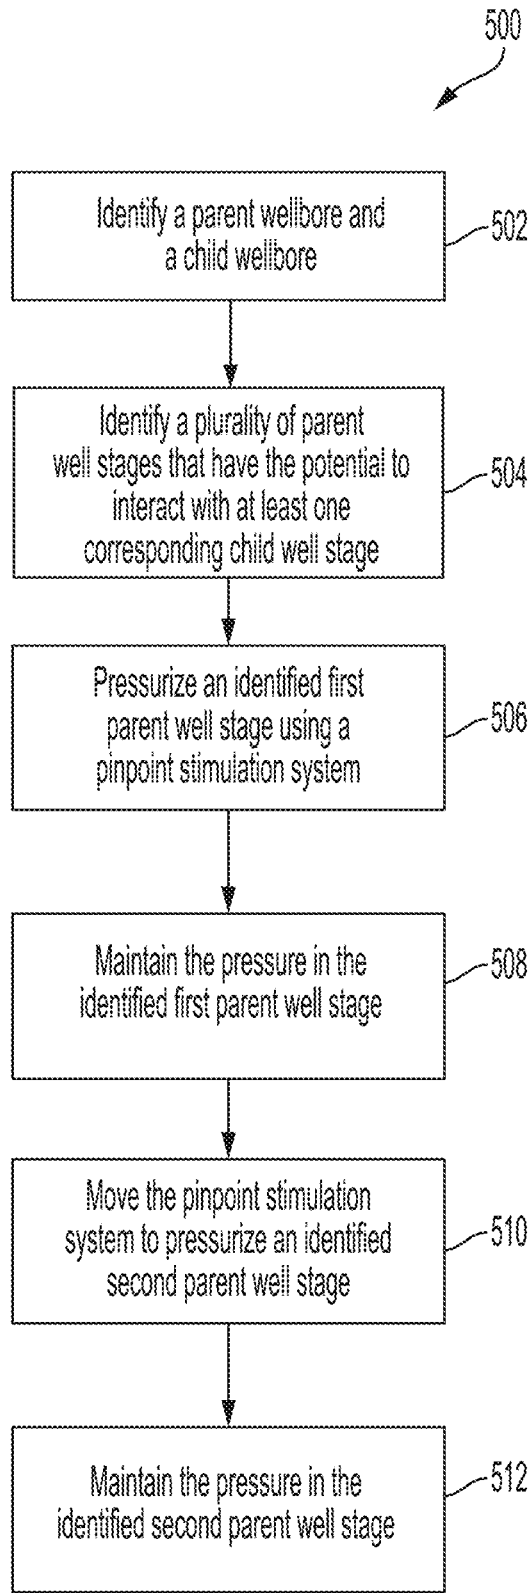 500
Identify a parent wellbore and
a child wellbore
502
Identify a plurality of parent
well stages that have the potential to
interact with at least one
corresponding child well stage
504
Pressurize an identified first
parent well stage using a
pinpoint stimulation system
506
Maintain the pressure in the
identified first parent well stage
508
Move the pinpoint stimulation
system to pressurize an identified
second parent well stage
510
Maintain the pressure in the
identified second parent well stage
512